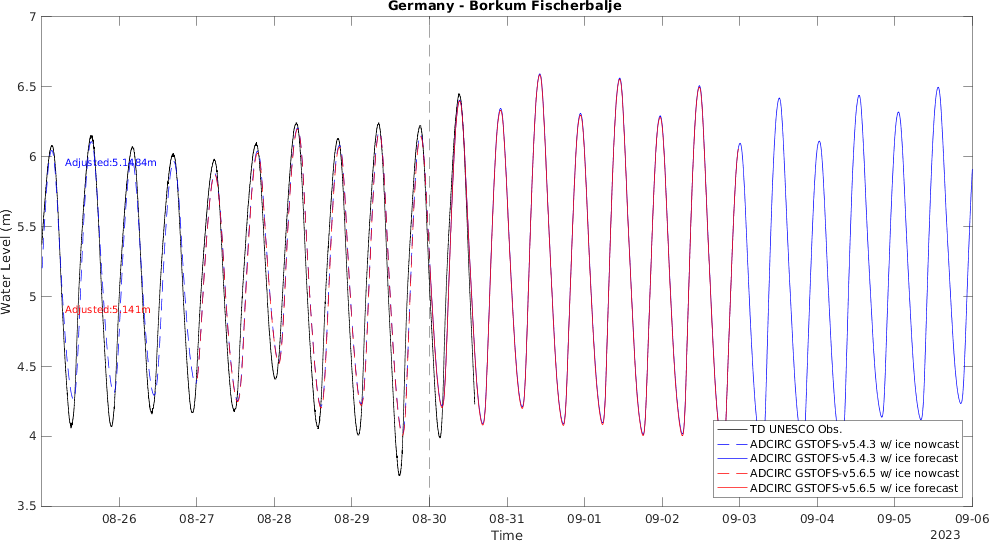 Germany - Borkum Fischerbalje
7
6.5
6
5.5
5
4.5
4
3.5
Water Level (m)
Adjusted:5.1484m
Adjusted:5.141m
TD UNESCO Obs.
ADCIRC GSTOFS-v5.4.3 w/ ice nowcast
ADCIRC GSTOFS-v5.4.3 w/ ice forecast
ADCIRC GSTOFS-v5.6.5 w/ ice nowcast
ADCIRC GSTOFS-v5.6.5 w/ ice forecast
08-26 08-27 08-28 08-29 08-30 08-31 09-01 09-02 09-03 09-04 09-05 09-06
Time
2023